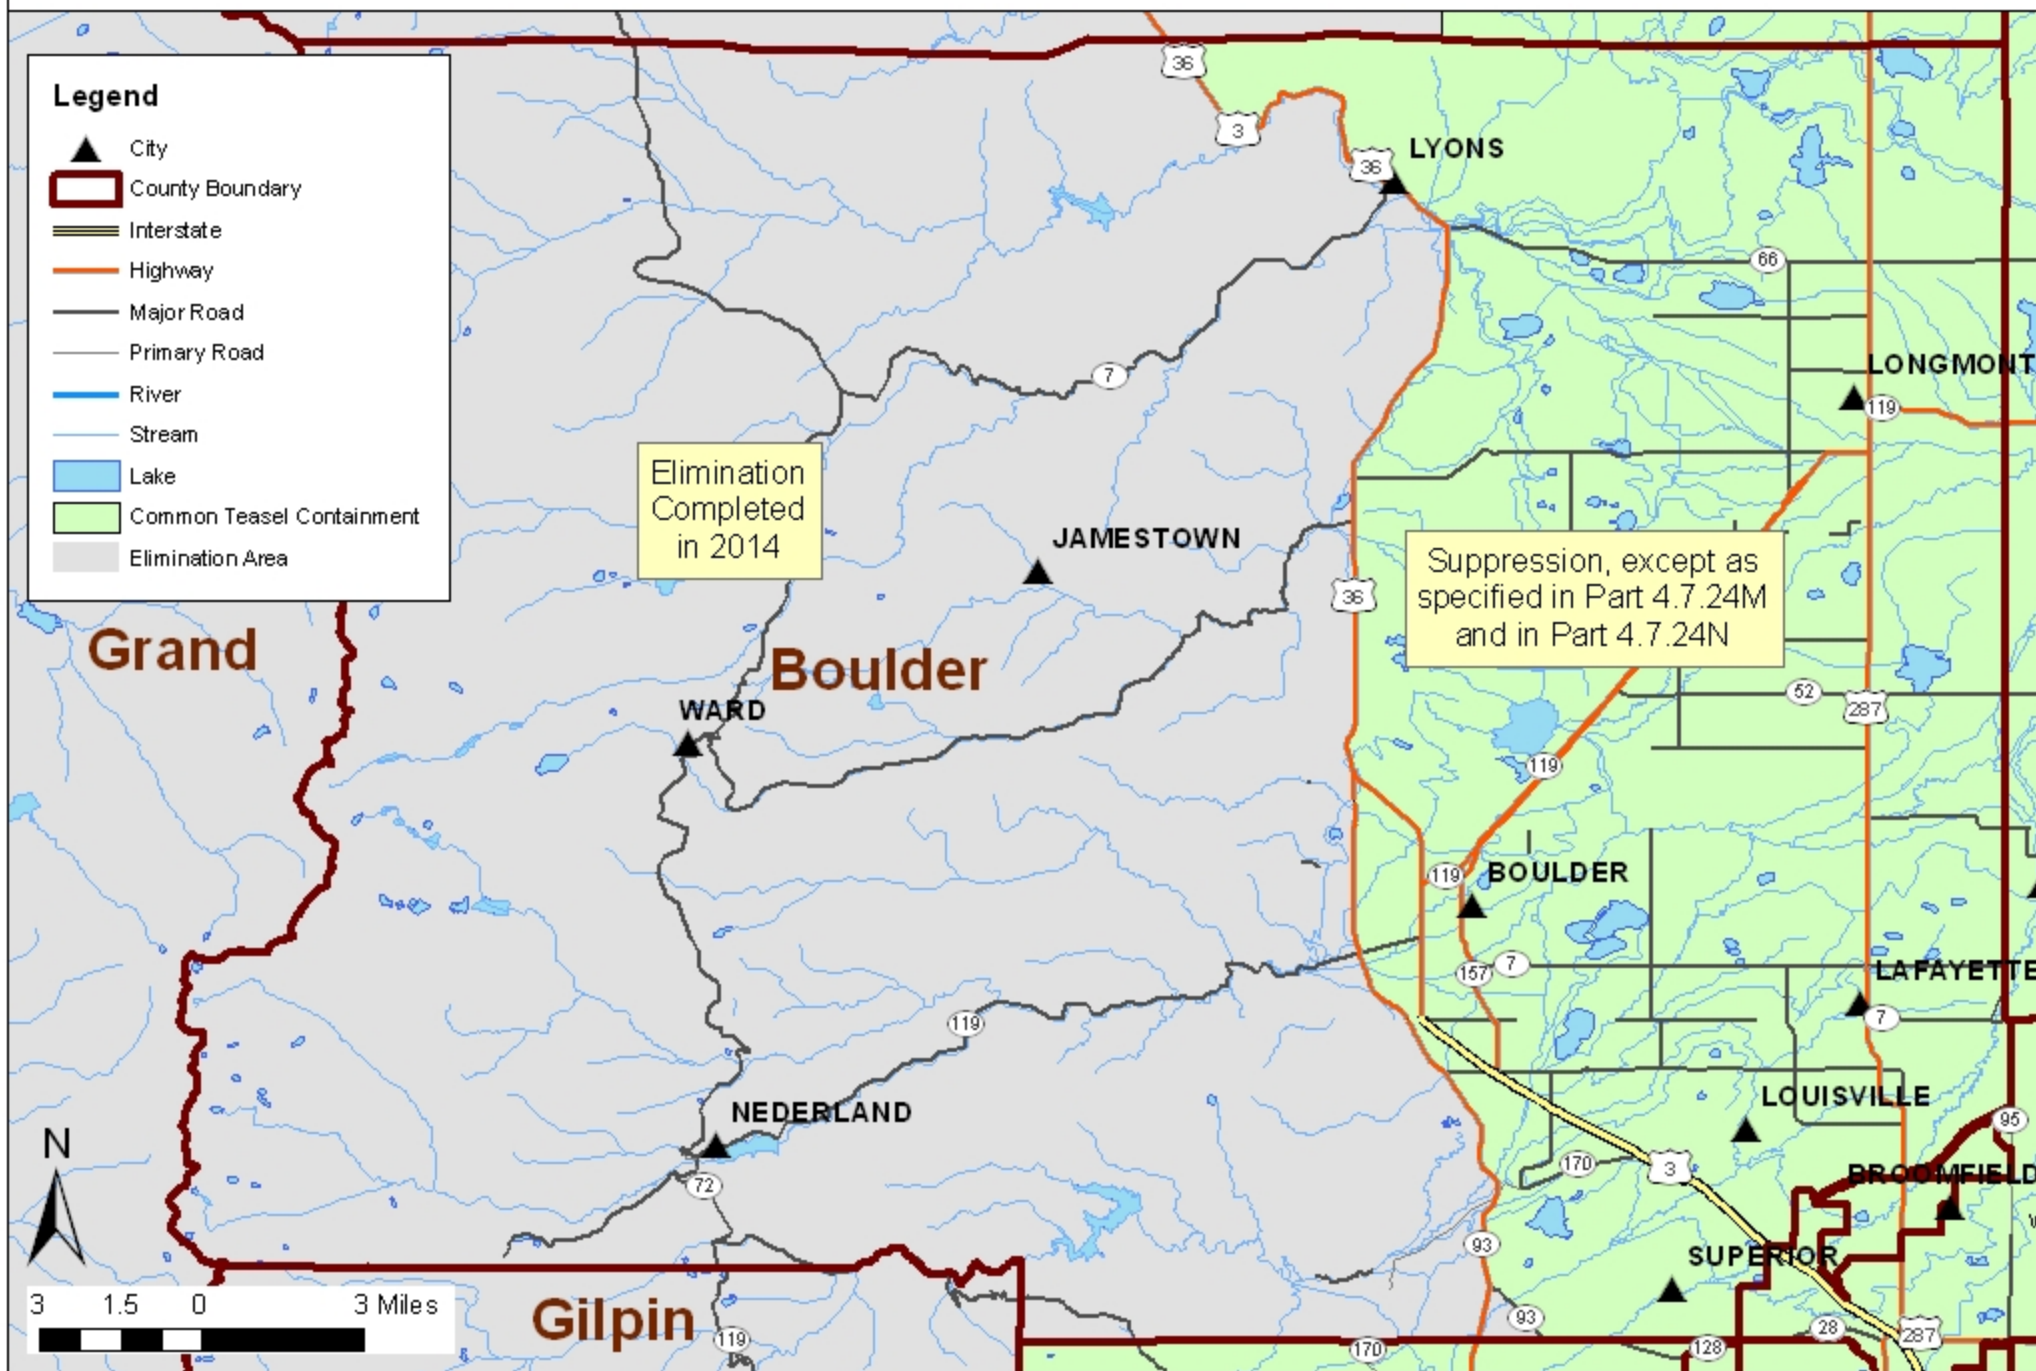 Legend
City
County Boundary
Interstate
Highway
Major Road
Primary Road
River
Stream
Lake
Common Teasel Containment
Elimination Area
36
3
36
LYONS
66
7
LONGMONT
119
Elimination
Completed
in 2014
JAMESTOWN
36
Suppression, except as
specified in Part 4.7.24M
and in Part 4.7.24N
Grand
Boulder
WARD
52
287
119
119
BOULDER
157
7
LAFAYETTE
7
119
NEDERLAND
72
LOUISVILLE
95
170
3
BROOMFIELD
93
SUPERIOR
N
3 1.5 0 3 Miles
Gilpin
119
93
170
128
28
287